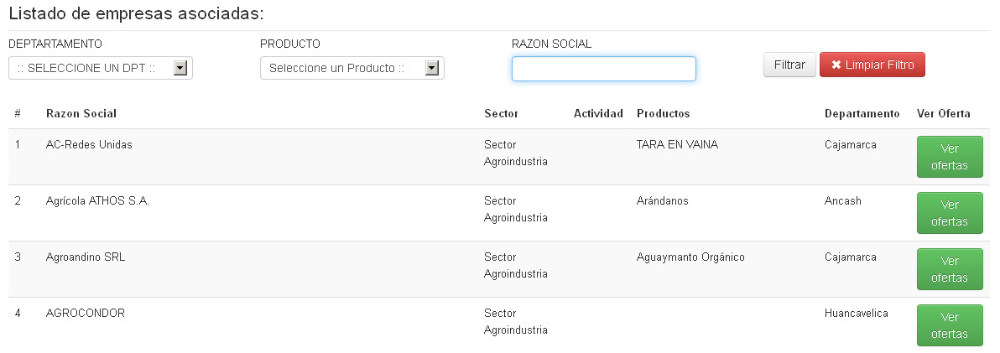 Listado de empresas asociadas:
DEPTARTAMENTO PRODUCTO RAZON SOCIAL
:: SELECCIONE UN DPT :: Seleccione un Producto :: Filtrar ✖ Limpiar Filtro
# Razon Social Sector Actividad Productos Departamento Ver Oferta
1 AC-Redes Unidas Sector TARA EN VAINA Cajamarca Ver
Agroindustria ofertas
2 Agrícola ATHOS S.A. Sector Arándanos Ancash Ver
Agroindustria ofertas
3 Agroandino SRL Sector Aguaymanto Orgánico Cajamarca Ver
Agroindustria ofertas
4 AGROCONDOR Sector Huancavelica Ver
Agroindustria ofertas